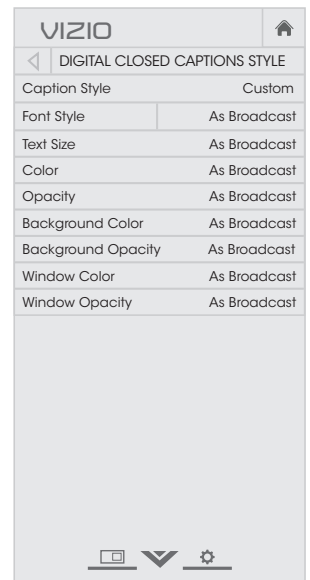 VIZIO
DIGITAL CLOSED CAPTIONS STYLE
Caption Style Custom
Font Style As Broadcast
Text Size As Broadcast
Color As Broadcast
Opacity As Broadcast
Background Color As Broadcast
Background Opacity As Broadcast
Window Color As Broadcast
Window Opacity As Broadcast